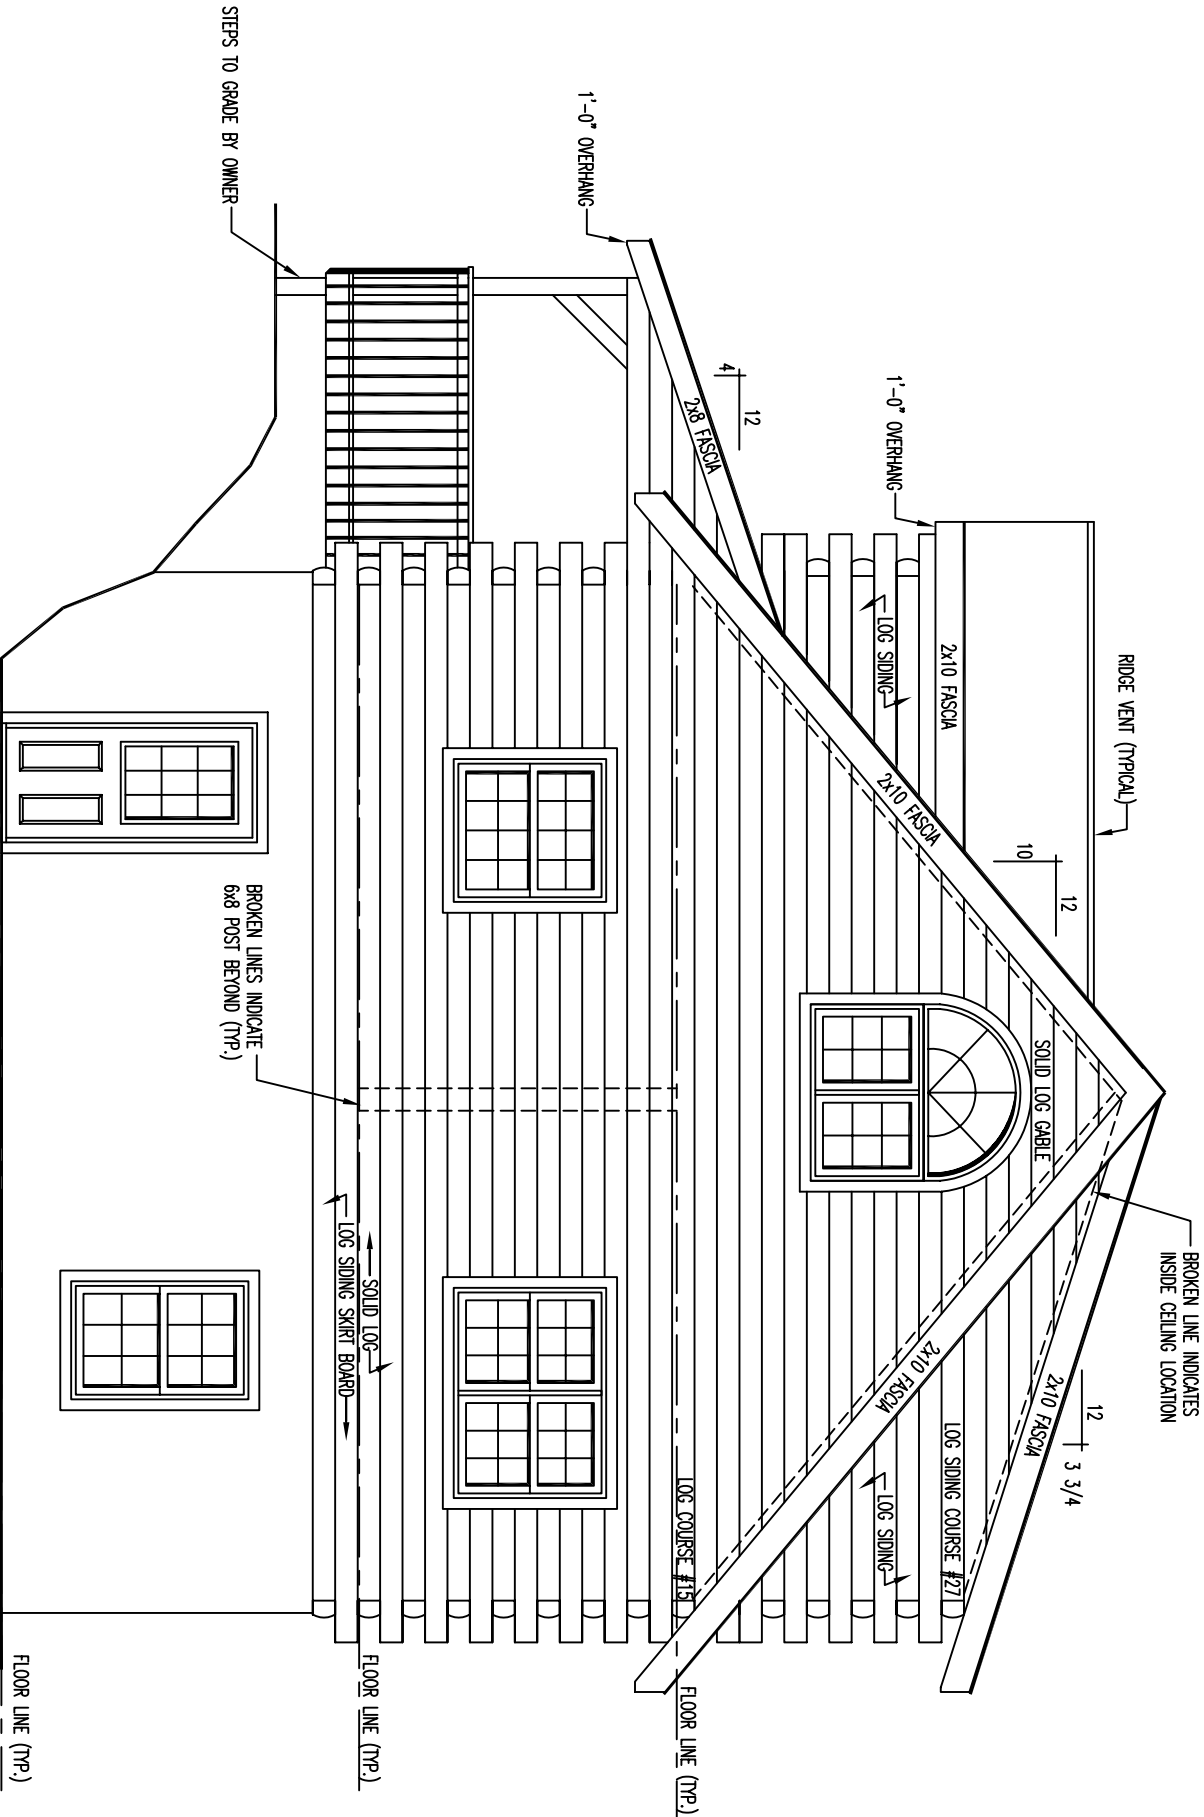 RIDGE VENT (TYPICAL)
BROKEN LINE INDICATES
INSIDE CEILING LOCATION
12
10
SOLID LOG GABLE
12
3 3/4
2x10 FASCIA
1'-0" OVERHANG
2x10 FASCIA
2x10 FASCIA
2x10 FASCIA
LOG SIDING COURSE #27
LOG SIDING
LOG SIDING
12
4
2x8 FASCIA
1'-0" OVERHANG
LOG COURSE #15
FLOOR LINE (TYP.)
SOLID LOG
LOG SIDING SKIRT BOARD
FLOOR LINE (TYP.)
STEPS TO GRADE BY OWNER
BROKEN LINES INDICATE
6x8 POST BEYOND (TYP.)
FLOOR LINE (TYP.)